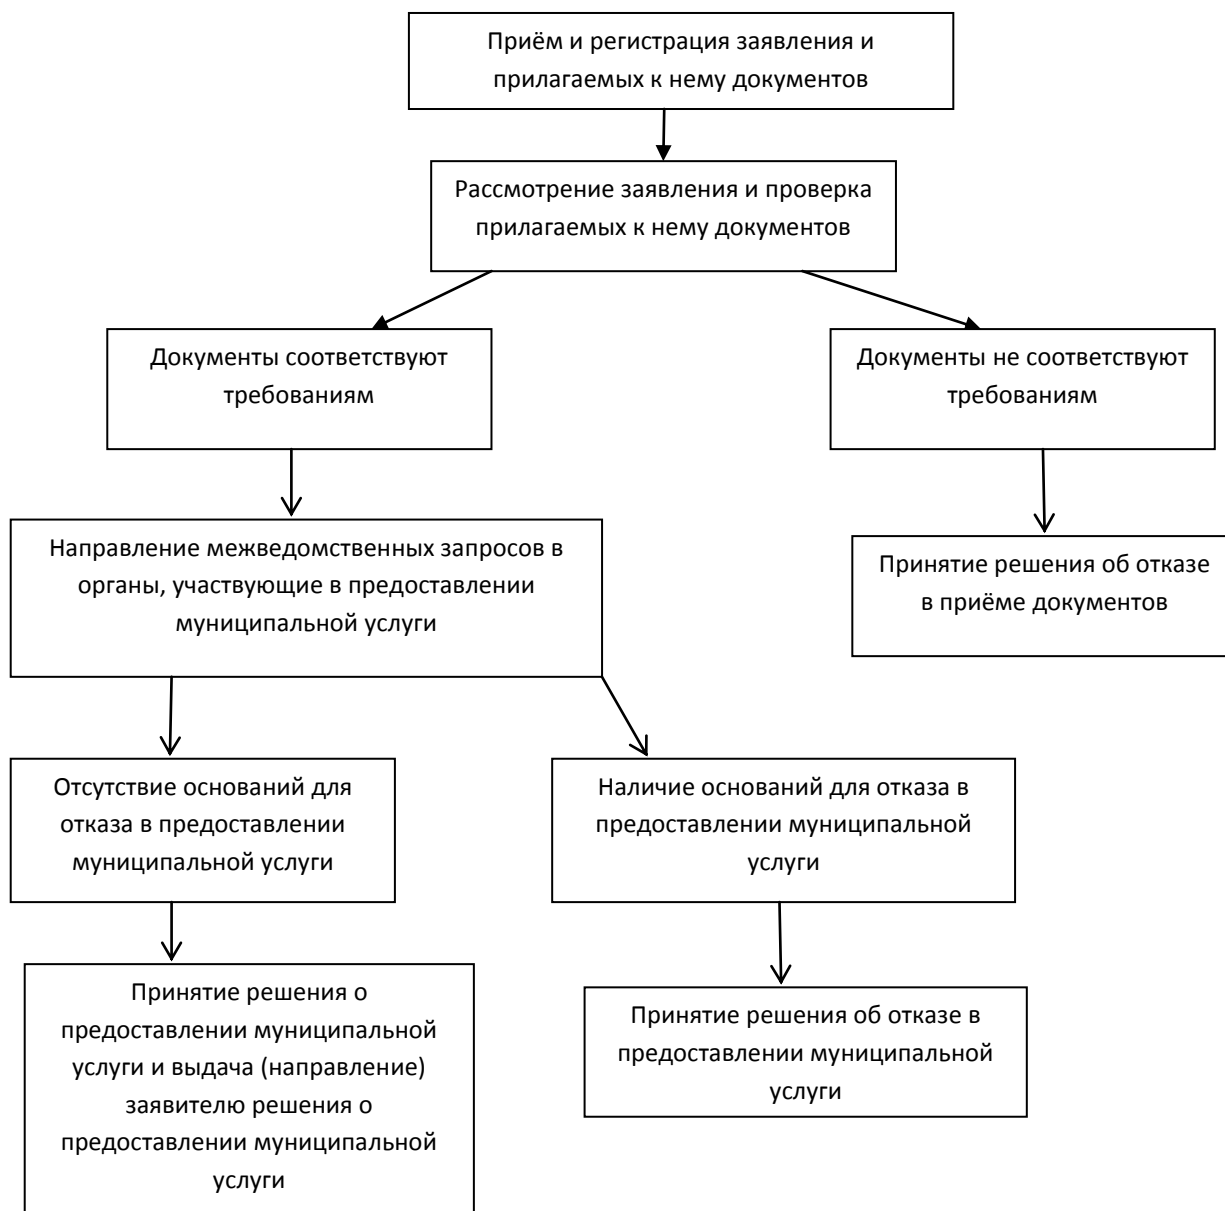 Приём и регистрация заявления и
прилагаемых к нему документов
Рассмотрение заявления и проверка
прилагаемых к нему документов
Документы соответствуют
требованиям
Документы не соответствуют
требованиям
Направление межведомственных запросов в
органы, участвующие в предоставлении
муниципальной услуги
Принятие решения об отказе
в приёме документов
Отсутствие оснований для
отказа в предоставлении
муниципальной услуги
Наличие оснований для отказа в
предоставлении муниципальной
услуги
Принятие решения о
предоставлении муниципальной
услуги и выдача (направление)
заявителю решения о
предоставлении муниципальной
услуги
Принятие решения об отказе в
предоставлении муниципальной
услуги